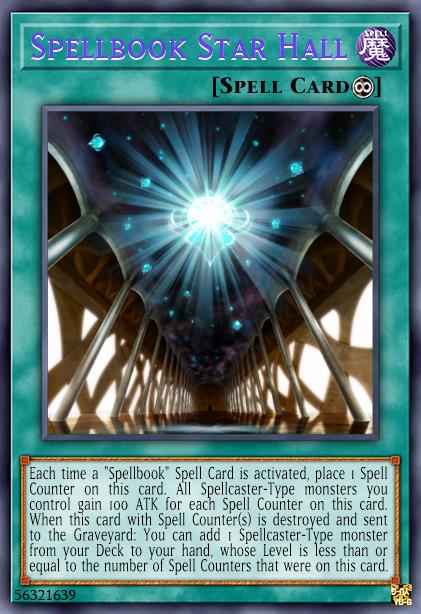 Spellbook Star Hall
SPELL
魔
[Spell Card]
Each time a "Spellbook" Spell Card is activated, place 1 Spell
Counter on this card. All Spellcaster-Type monsters you
control gain 100 ATK for each Spell Counter on this card.
When this card with Spell Counter(s) is destroyed and sent
to the Graveyard: You can add 1 Spellcaster-Type monster
from your Deck to your hand, whose Level is less than or
equal to the number of Spell Counters that were on this card.
56321639